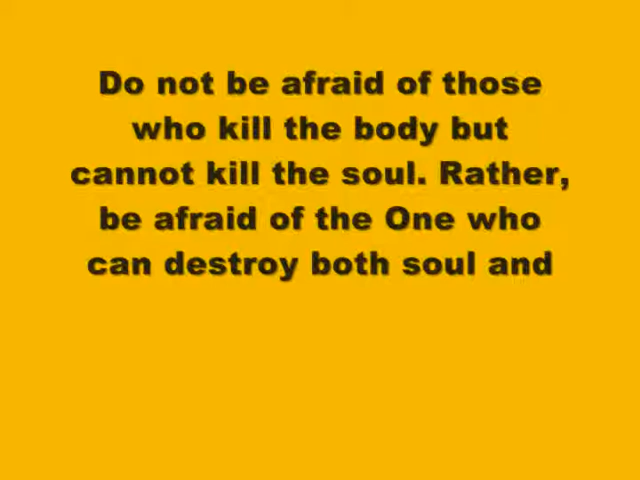 Do not be afraid of those
who kill the body but
cannot kill the soul. Rather,
be afraid of the One who
can destroy both soul and